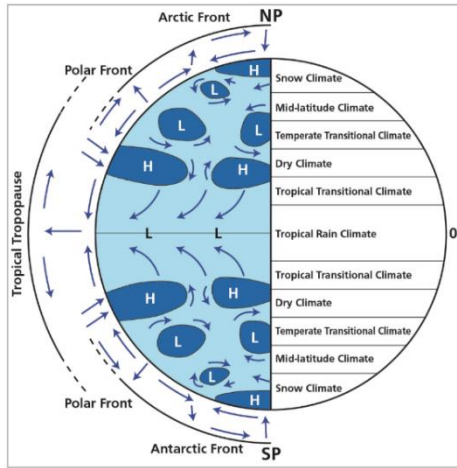 Arctic Front
NP
Polar Front
Tropical Tropopause
H
L
L
L
H
H
L
L
H
H
L
L
L
H
Snow Climate
Mid-latitude Climate
Temperate Transitional Climate
Dry Climate
Tropical Transitional Climate
Tropical Rain Climate
0
Tropical Transitional Climate
Dry Climate
Temperate Transitional Climate
Mid-latitude Climate
Snow Climate
Polar Front
Antarctic Front
SP